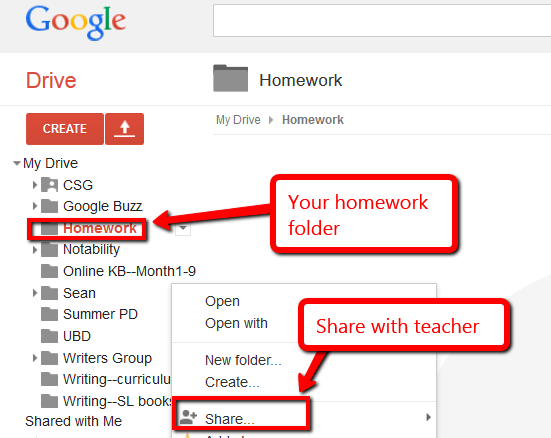 Google
Drive
Homework
CREATE
My Drive Homework
My Drive
CSG
Google Buzz
Homework
Notability
Online KB--Month1-9
Sean
Summer PD
UBD
Writers Group
Writing--curriculu
Writing--SL books
Shared with Me
Your homework
folder
Open
Open with
New folder...
Create...
Share...
Share with teacher